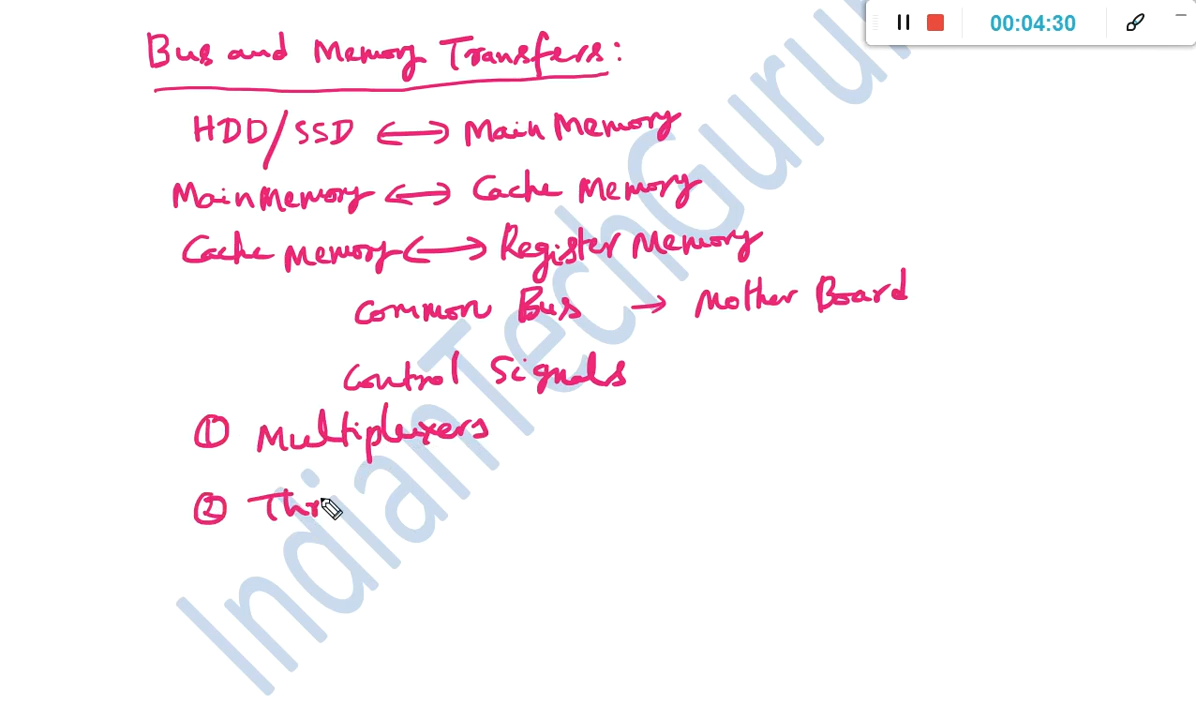 00:04:30
Bus and Memory Transfers:
HDD/SSD ↔ Main Memory
Main Memory ↔ Cache Memory
Cache Memory ↔ Register Memory
Common Bus → Mother Board
Control Signals
① Multiplexers
② Thr
IndianTechGuru